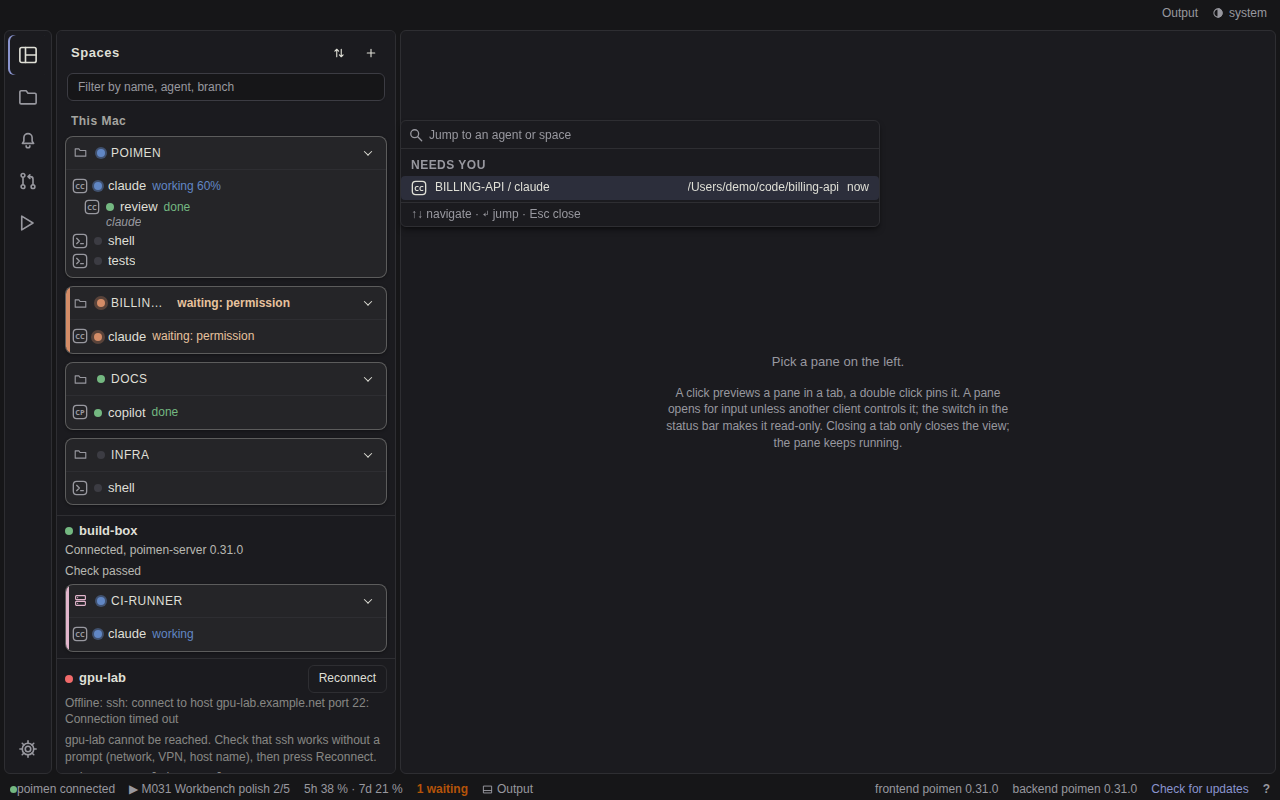 Output
system
Spaces
Filter by name, agent, branch
This Mac
POIMEN
CC claude working 60%
CC review done
claude
shell
tests
BILLIN… waiting: permission
CC claude waiting: permission
DOCS
CP copilot done
INFRA
shell
build-box
Connected, poimen-server 0.31.0
Check passed
CI-RUNNER
CC claude working
gpu-lab
Reconnect
Offline: ssh: connect to host gpu-lab.example.net port 22:
Connection timed out
gpu-lab cannot be reached. Check that ssh works without a
prompt (network, VPN, host name), then press Reconnect.
Jump to an agent or space
NEEDS YOU
CC BILLING-API / claude /Users/demo/code/billing-api now
↑↓ navigate · ↵ jump · Esc close
Pick a pane on the left.
A click previews a pane in a tab, a double click pins it. A pane
opens for input unless another client controls it; the switch in the
status bar makes it read-only. Closing a tab only closes the view;
the pane keeps running.
poimen connected ▶ M031 Workbench polish 2/5 5h 38 % · 7d 21 % 1 waiting Output frontend poimen 0.31.0 backend poimen 0.31.0 Check for updates ?